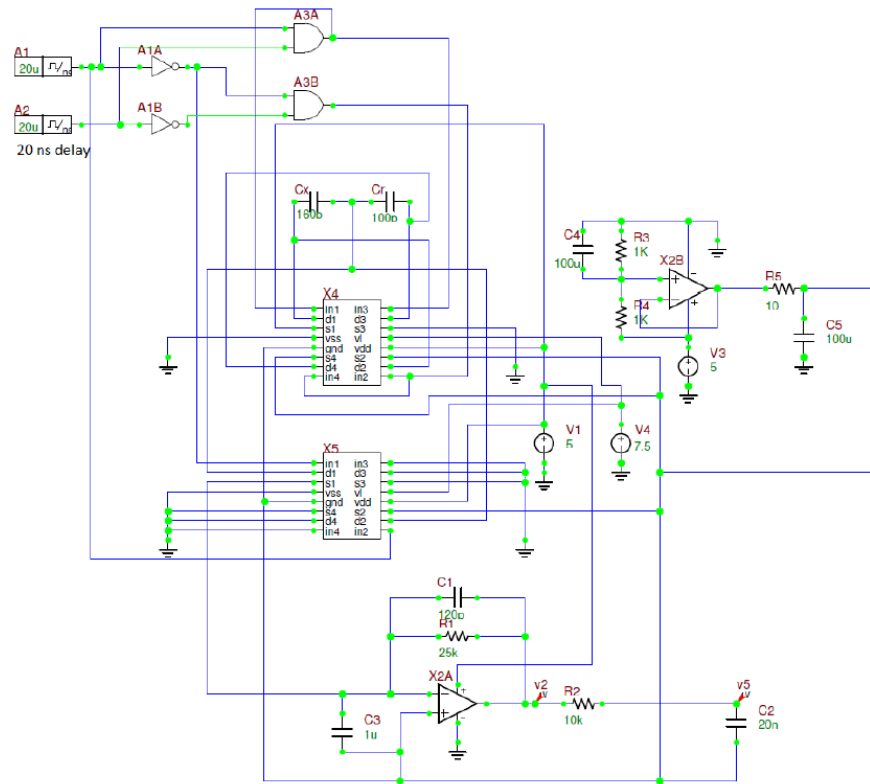 A3A
A1
20u
ns
A1A
A3B
A2
20u
ns
A1B
20 ns delay
Cx
160p
Cr
100p
X4
in1 in3
d1 d3
s1 s3
vss vl
gnd vdd
s4 s2
d4 d2
in4 in2
C4
100u
R3
1K
X2B
R4
1K
R5
10
C5
100u
V3
5
V1
5
V4
7.5
X5
in1 in3
d1 d3
s1 s3
vss vl
gnd vdd
s4 s2
d4 d2
in4 in2
C1
120p
R1
25k
X2A
C3
1u
v2
R2
10k
v5
C2
20n